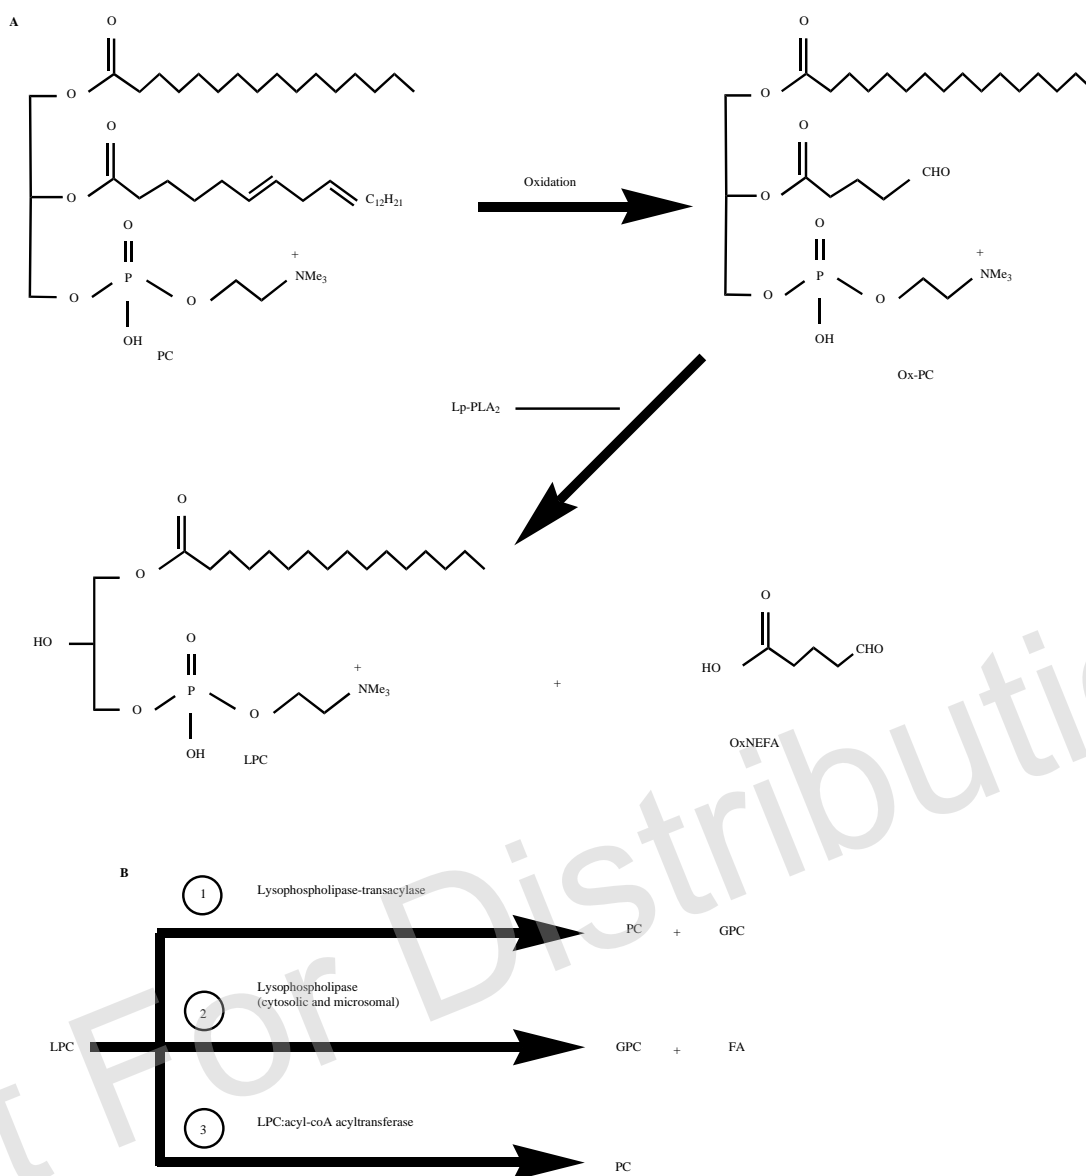 A
O
O
O
O
C12H21
O
P
O
O
NMe3
+
OH
PC
Oxidation
O
O
O
O
CHO
O
P
O
O
NMe3
+
OH
Ox-PC
Lp-PLA2
O
O
HO
O
P
O
O
NMe3
+
OH
LPC
+
O
HO
CHO
OxNEFA
B
1
Lysophospholipase-transacylase
PC + GPC
2
Lysophospholipase
(cytosolic and microsomal)
LPC
GPC + FA
3
LPC:acyl-coA acyltransferase
PC
For Distributi